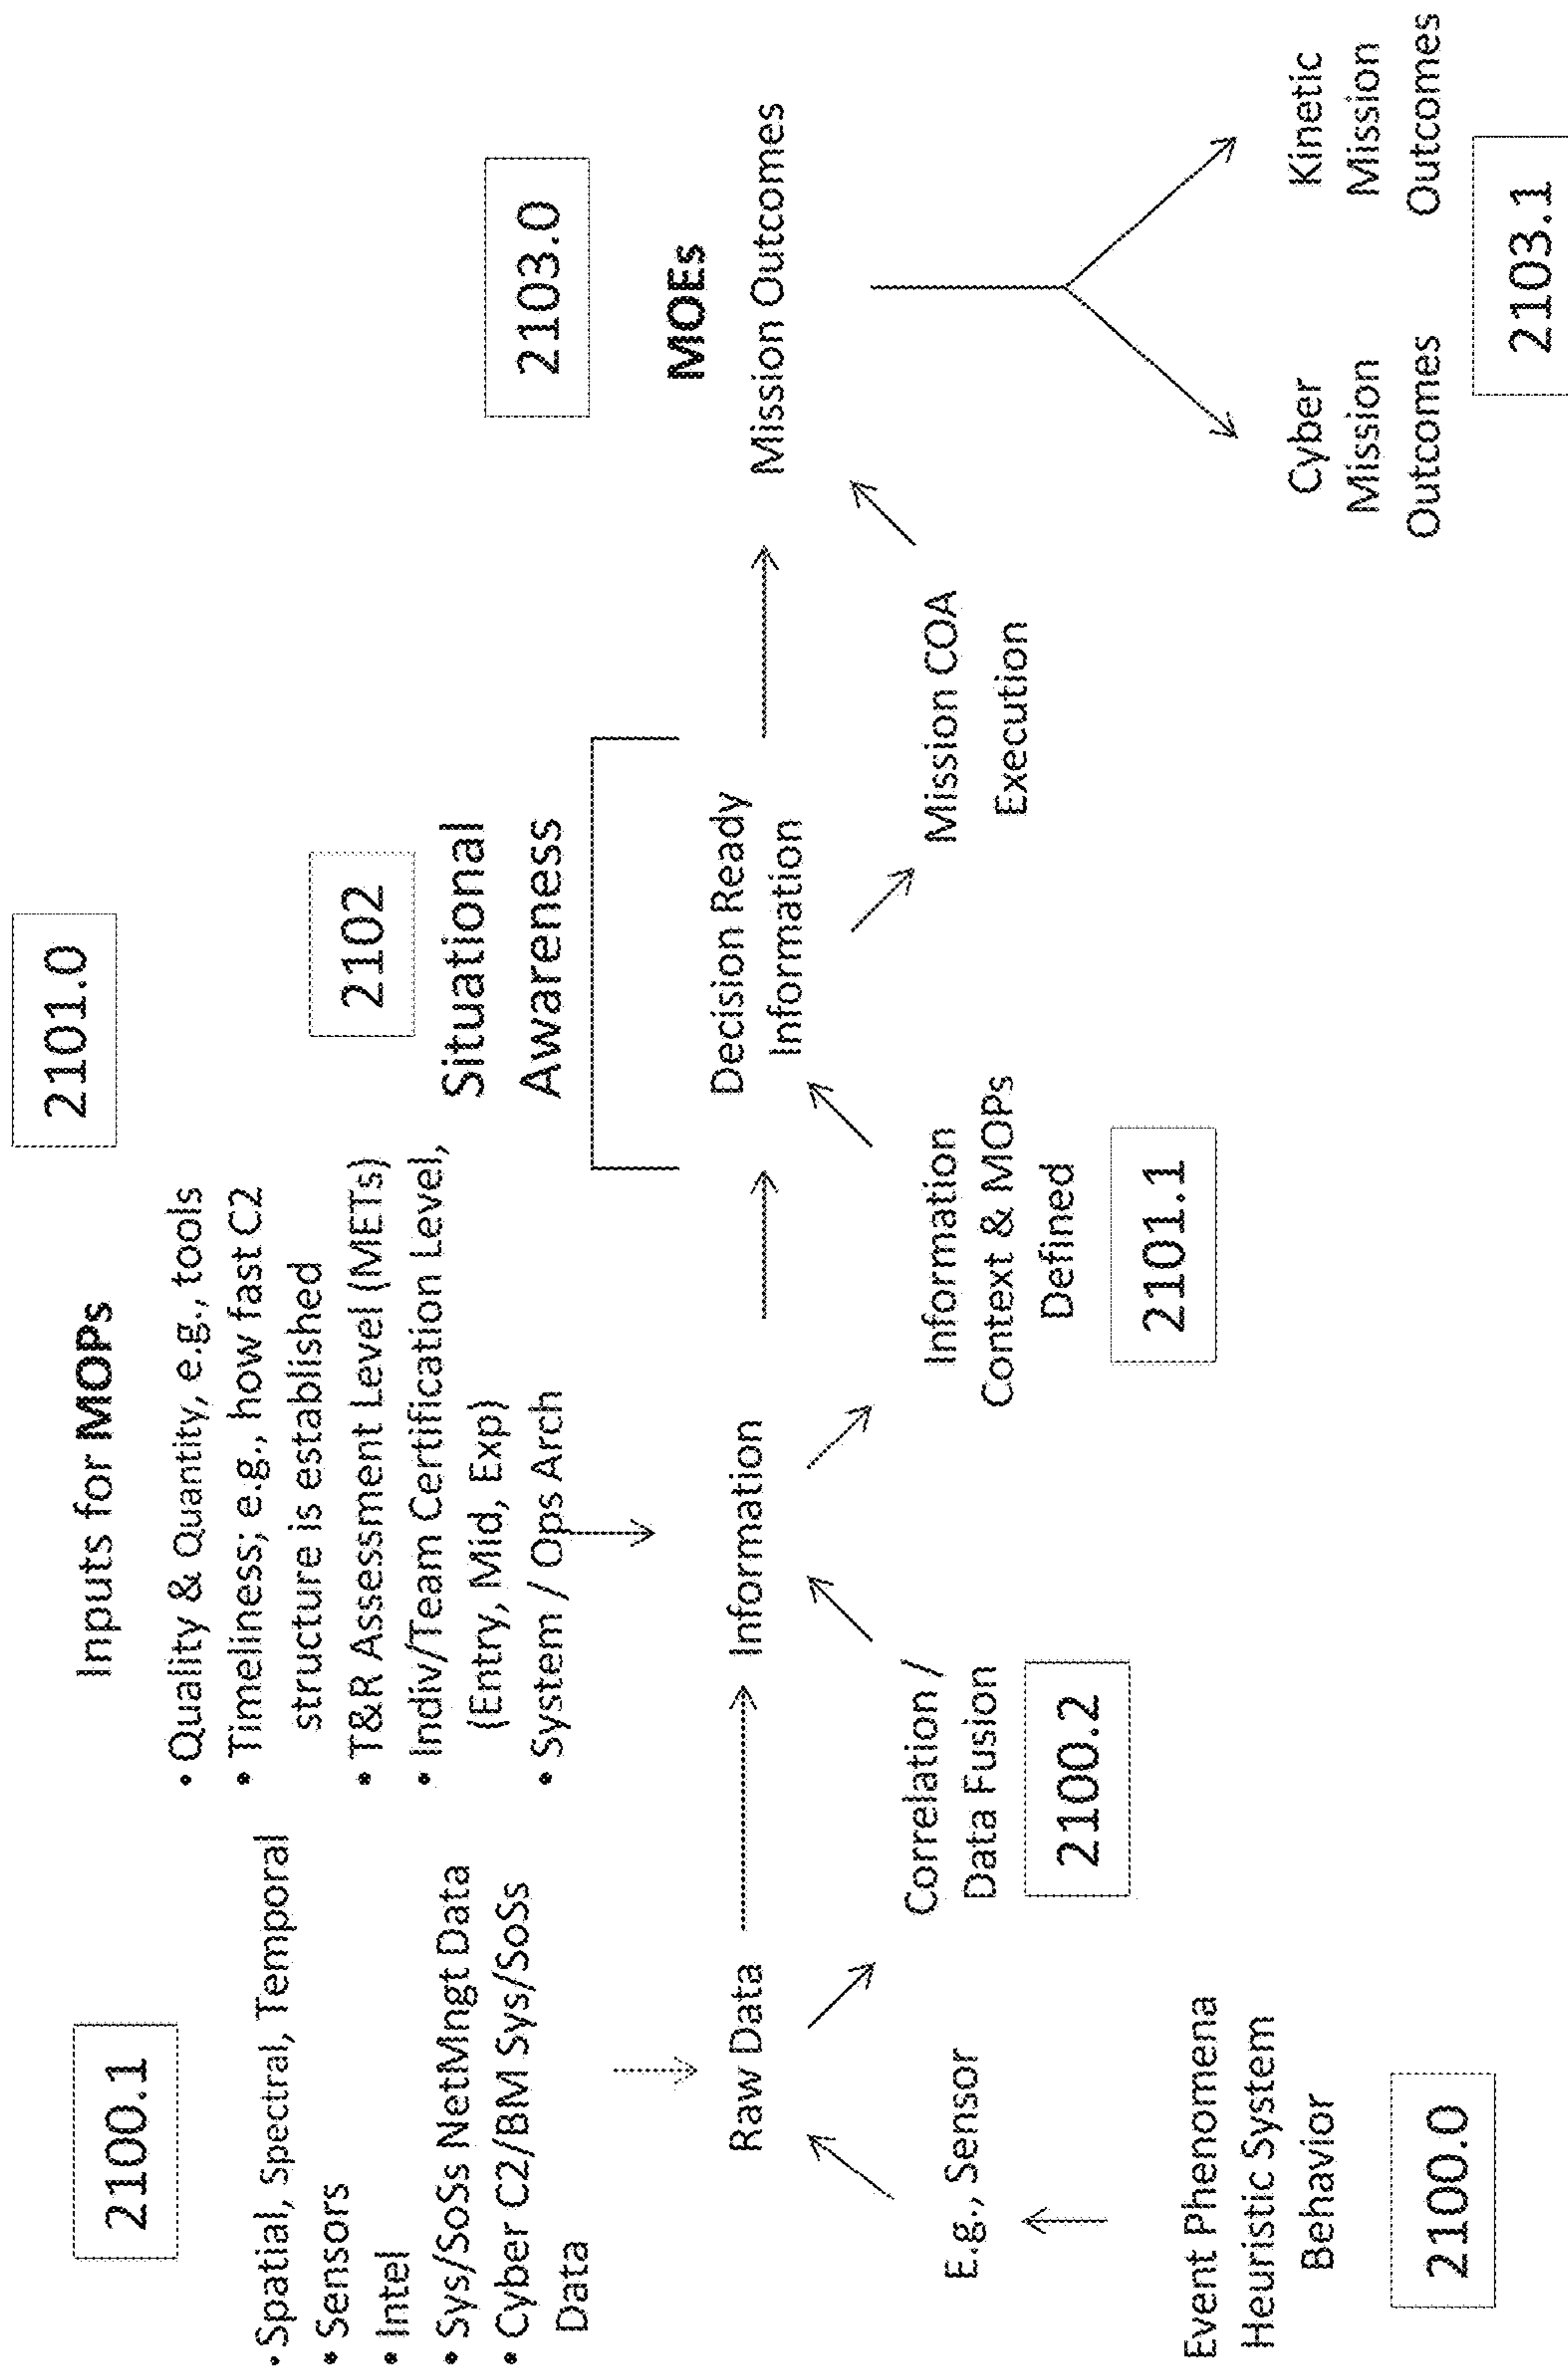 2100.1
• Spatial, Spectral, Temporal
• Sensors
• Intel
• Sys/SoSs NetMngt Data
• Cyber C2/BM Sys/SoSs
Data
2101.0
Inputs for MOPs
• Quality & Quantity, e.g., tools
• Timeliness; e.g., how fast C2
structure is established
• T&R Assessment Level (METs)
• Indiv/Team Certification Level,
(Entry, Mid, Exp)
• System / Ops Arch
2102
Situational
Awareness
2103.0
MOEs
Mission Outcomes
Raw Data
Information
Decision Ready
Information
E.g., Sensor
Correlation /
Data Fusion
2100.2
Information
Context & MOPs
Defined
2101.1
Mission COA
Execution
Event Phenomena
Heuristic System
Behavior
2100.0
Cyber
Mission
Outcomes
Kinetic
Mission
Outcomes
2103.1